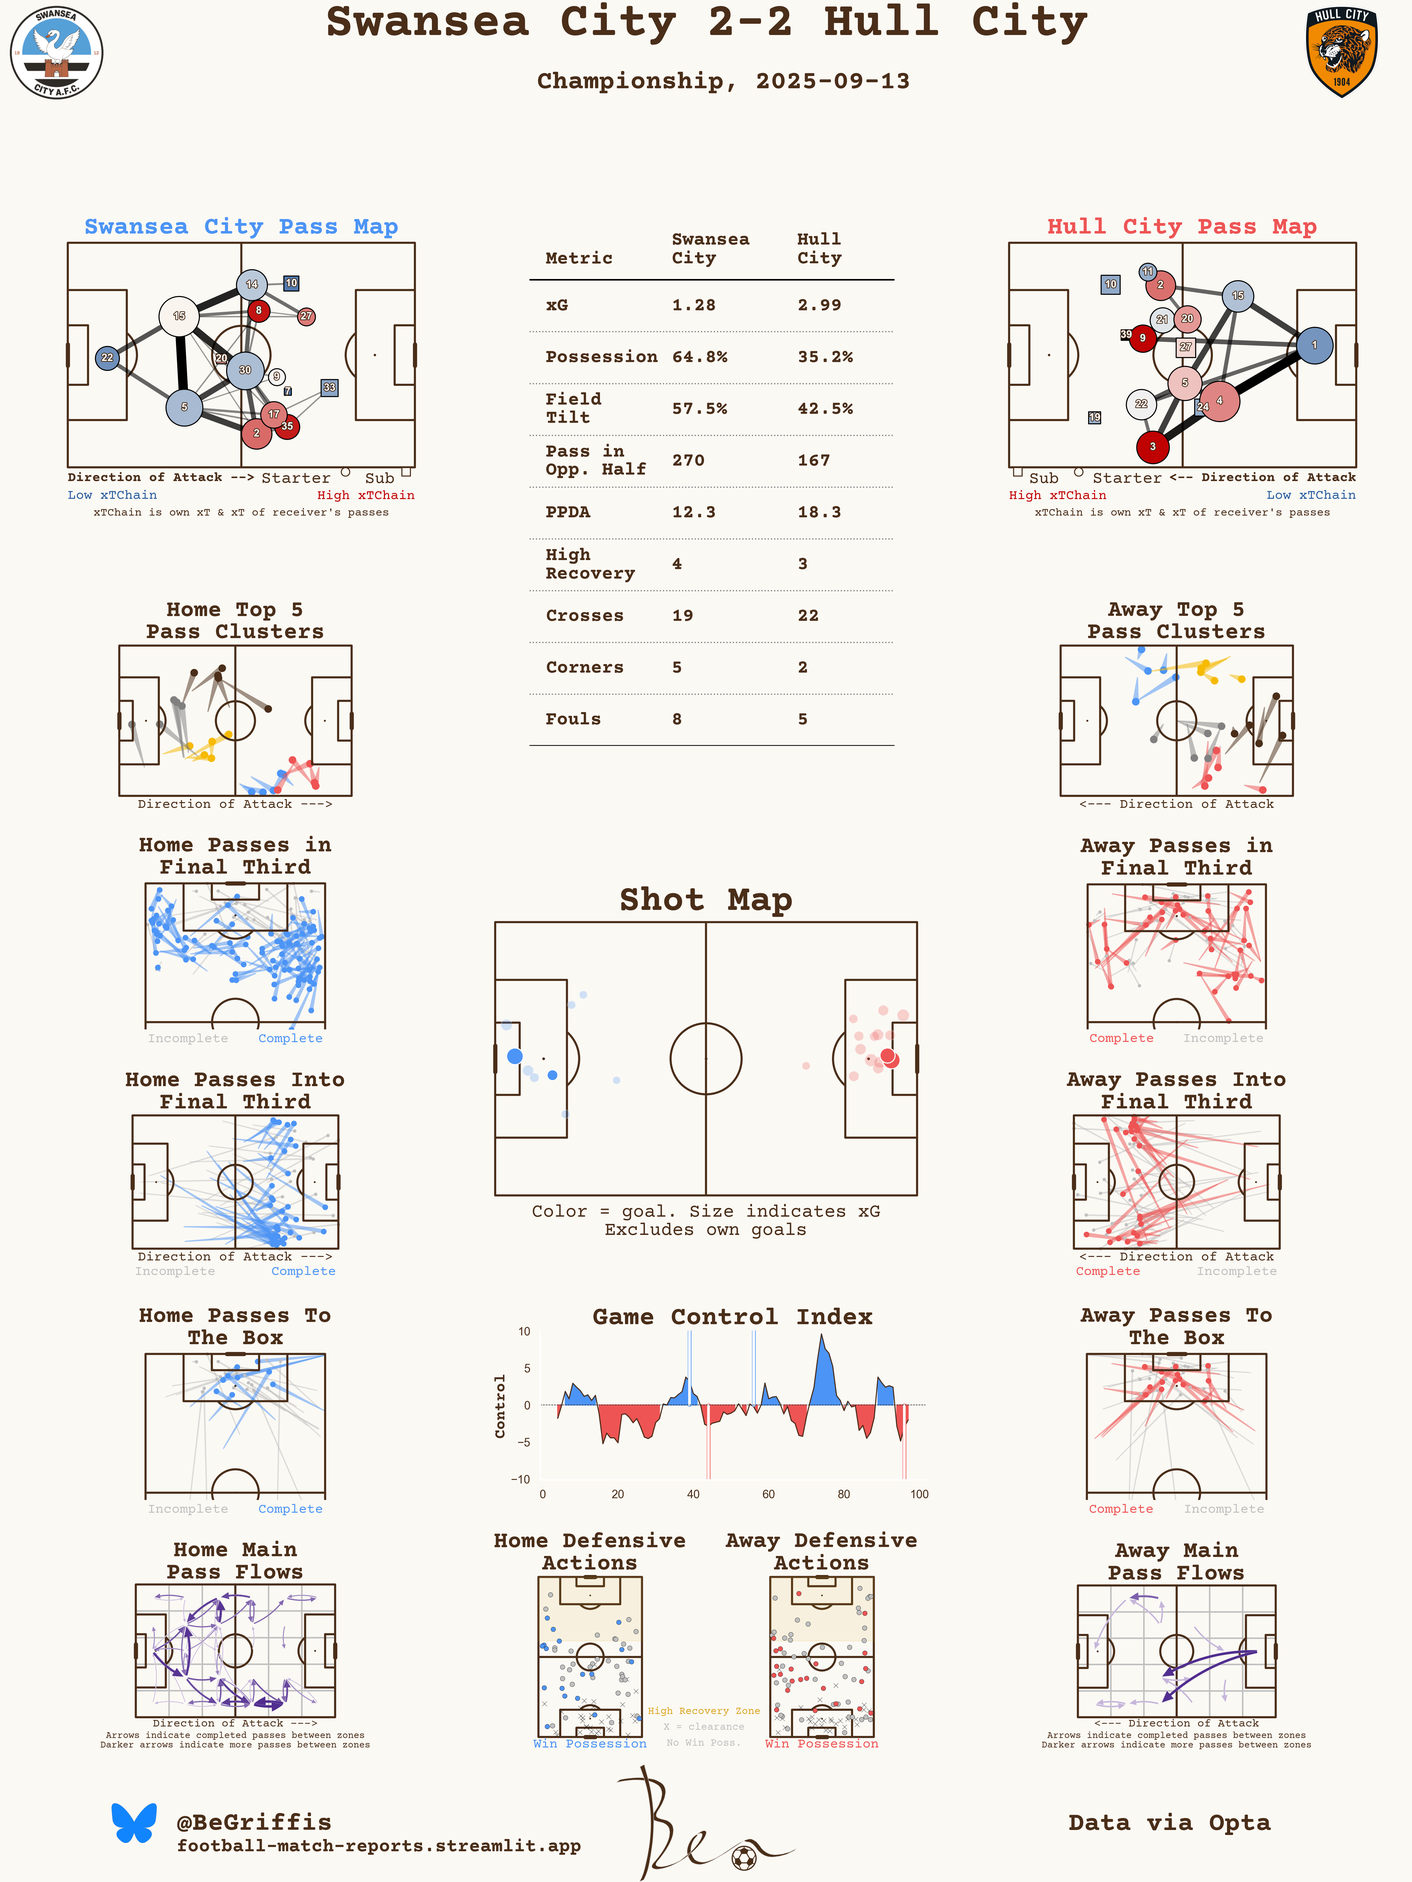 Swansea City 2-2 Hull City
Championship, 2025-09-13
SWANSEA
CITY A.F.C.
HULL CITY
1904
Swansea City Pass Map
14
10
8
27
15
22
20
30
9
7
33
5
17
35
2
Direction of Attack --> Starter Sub
Low xTChain High xTChain
xTChain is own xT & xT of receiver's passes
Metric Swansea City Hull City
xG 1.28 2.99
Possession 64.8% 35.2%
Field Tilt 57.5% 42.5%
Pass in Opp. Half 270 167
PPDA 12.3 18.3
High Recovery 4 3
Crosses 19 22
Corners 5 2
Fouls 8 5
Hull City Pass Map
11
2
10
15
21
20
39
9
27
1
5
22
24
4
19
3
Sub Starter <-- Direction of Attack
High xTChain Low xTChain
xTChain is own xT & xT of receiver's passes
Home Top 5
Pass Clusters
Direction of Attack --->
Away Top 5
Pass Clusters
<--- Direction of Attack
Home Passes in
Final Third
Incomplete Complete
Away Passes in
Final Third
Complete Incomplete
Shot Map
Color = goal. Size indicates xG
Excludes own goals
Home Passes Into
Final Third
Direction of Attack --->
Incomplete Complete
Away Passes Into
Final Third
<--- Direction of Attack
Complete Incomplete
Home Passes To
The Box
Incomplete Complete
Game Control Index
Control
10
5
0
−5
−10
0 20 40 60 80 100
Away Passes To
The Box
Complete Incomplete
Home Main
Pass Flows
Direction of Attack --->
Arrows indicate completed passes between zones
Darker arrows indicate more passes between zones
Home Defensive
Actions
Win Possession
Away Defensive
Actions
Win Possession
High Recovery Zone
X = clearance
No Win Poss.
Away Main
Pass Flows
<--- Direction of Attack
Arrows indicate completed passes between zones
Darker arrows indicate more passes between zones
@BeGriffis
football-match-reports.streamlit.app
Ben
Data via Opta